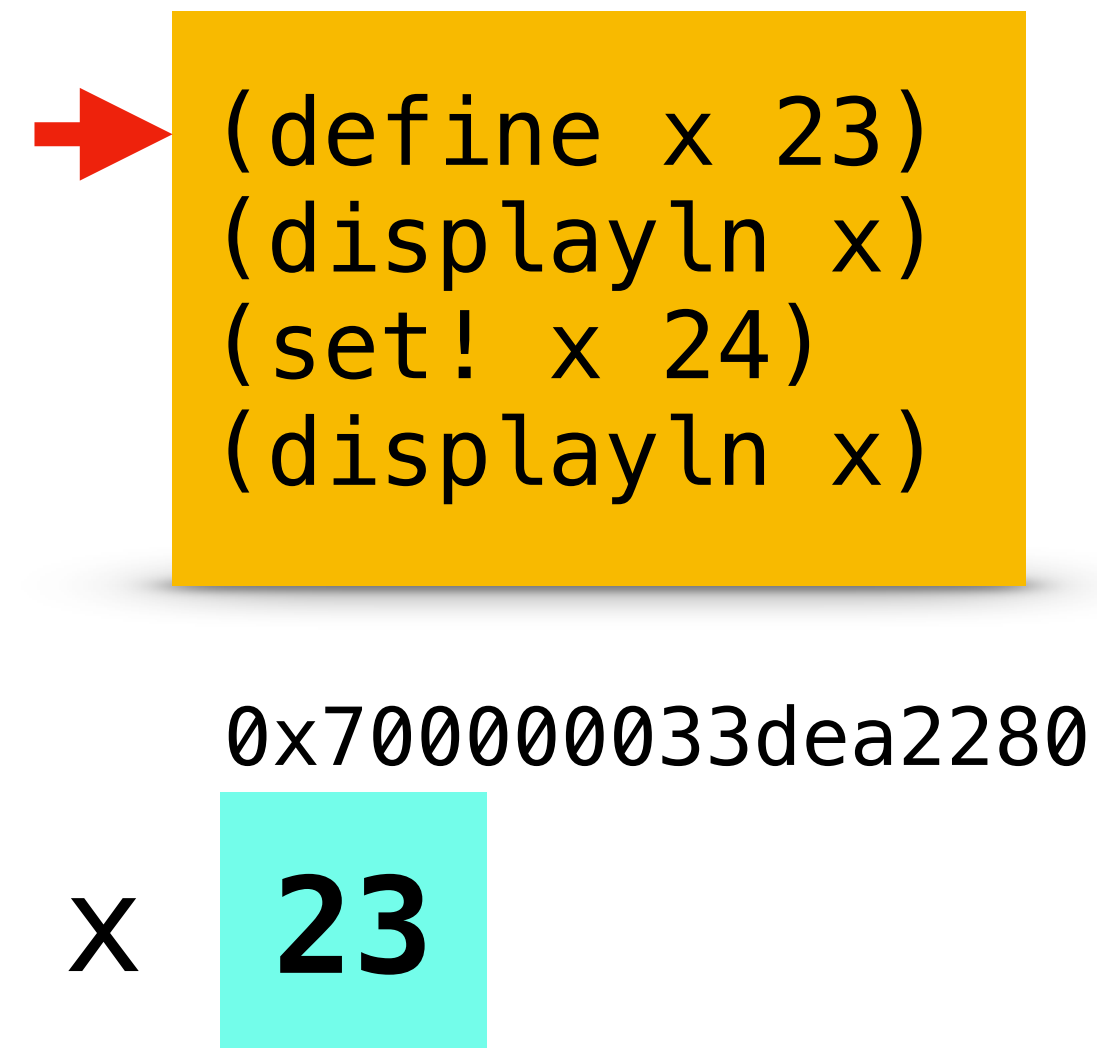 (define x 23)
(displayln x)
(set! x 24)
(displayln x)
0x700000033dea2280
x 23